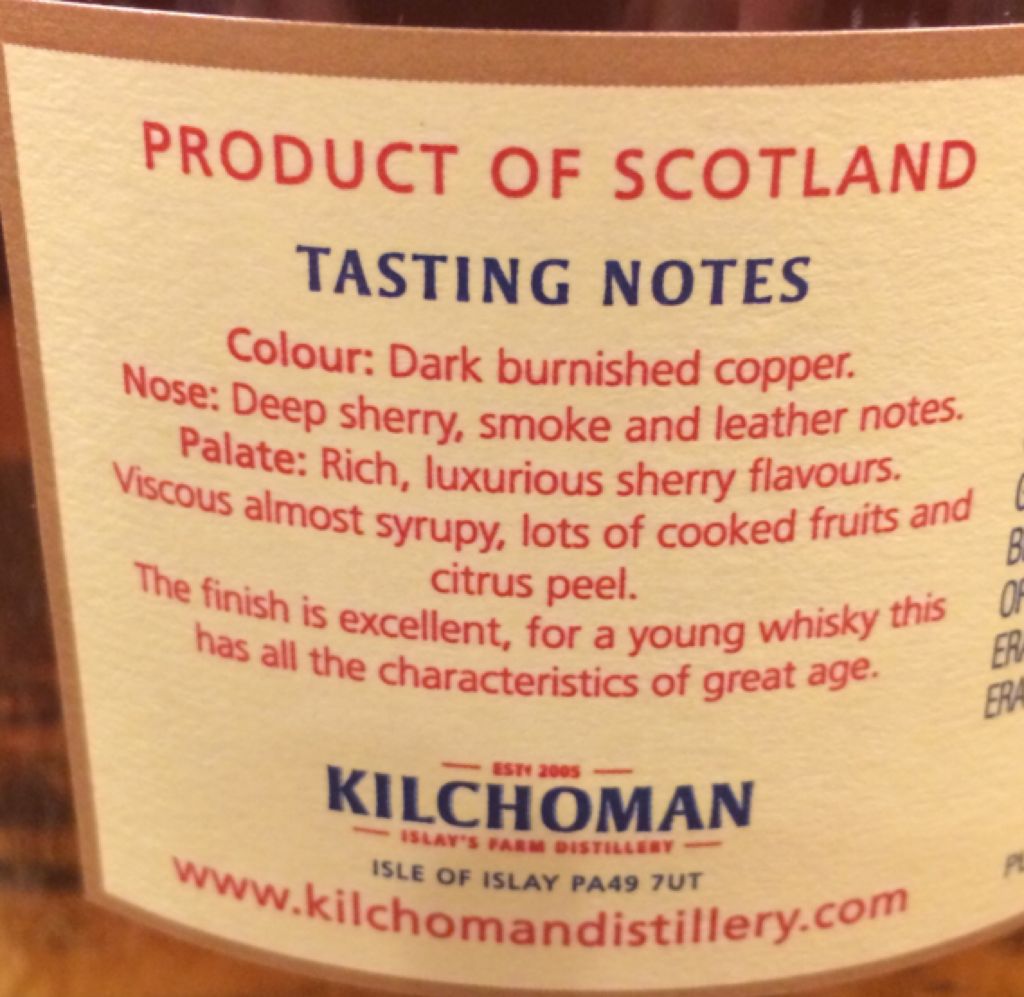 PRODUCT OF SCOTLAND
TASTING NOTES
Colour: Dark burnished copper.
Nose: Deep sherry, smoke and leather notes.
Palate: Rich, luxurious sherry flavours.
Viscous almost syrupy, lots of cooked fruits and
citrus peel.
The finish is excellent, for a young whisky this
has all the characteristics of great age.
ESTd 2005
KILCHOMAN
ISLAY'S FARM DISTILLERY
ISLE OF ISLAY PA49 7UT
www.kilchomandistillery.com